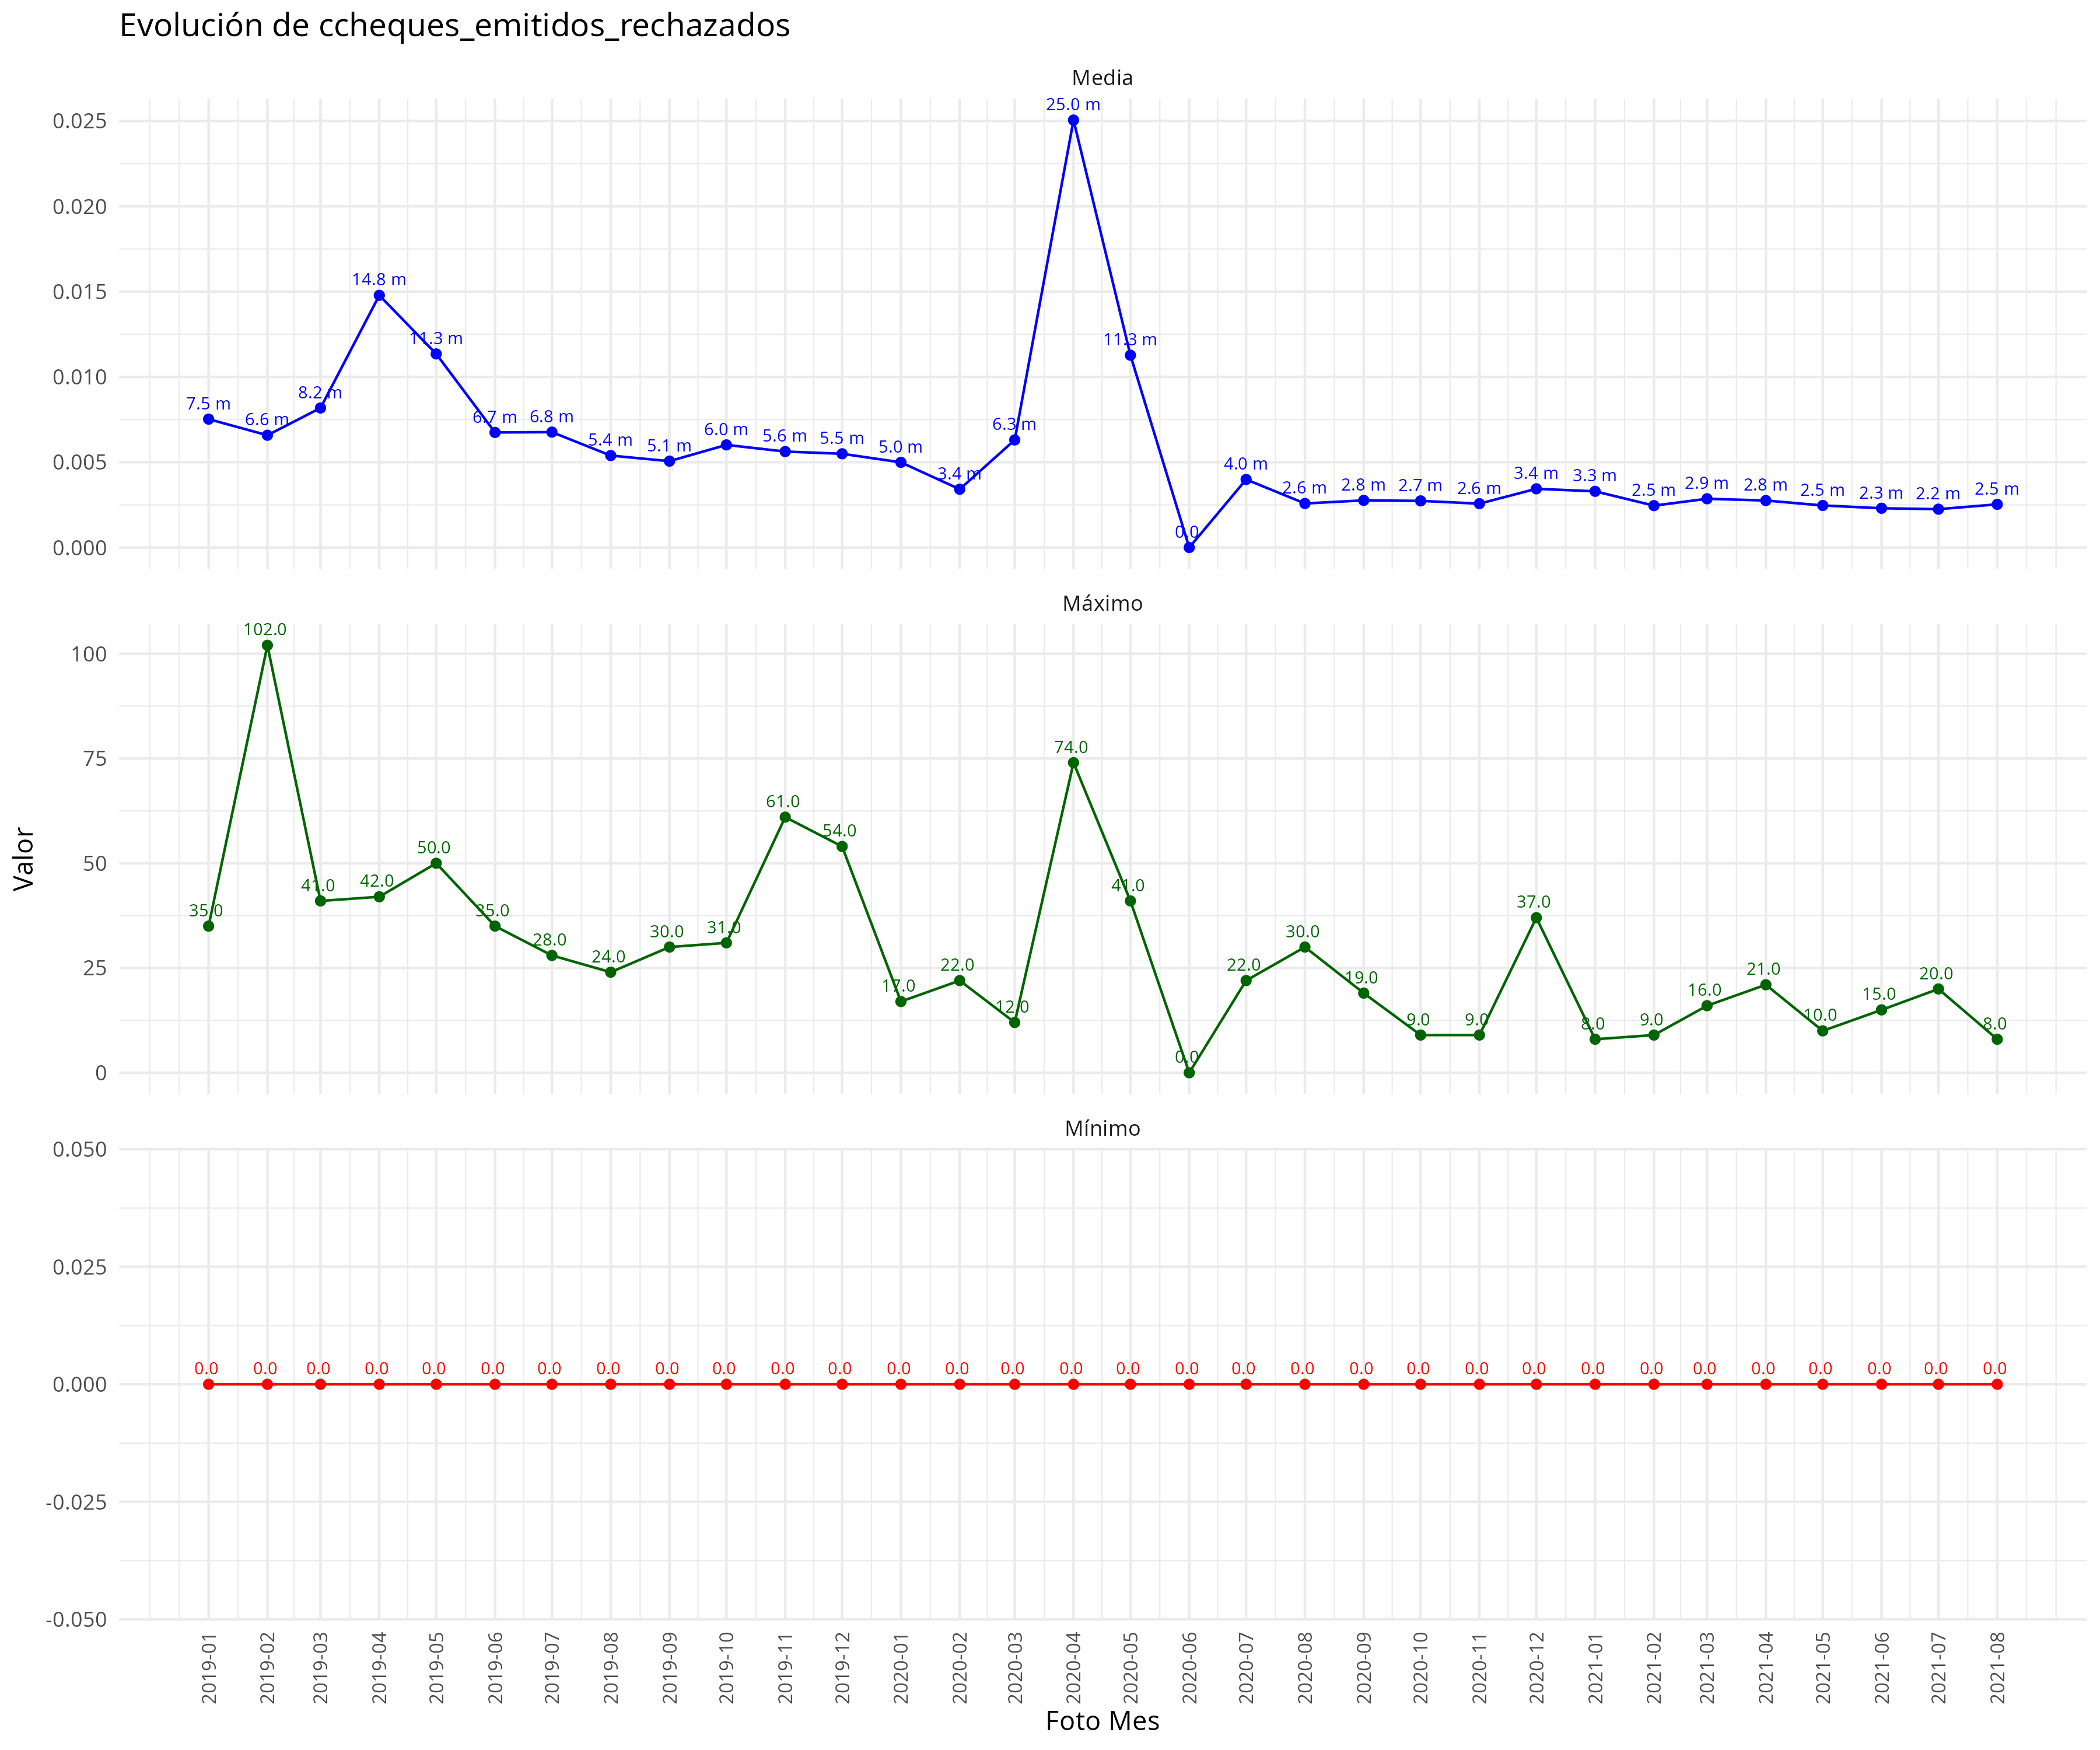 Evolución de ccheques_emitidos_rechazados
Media
0.025
0.020
0.015
0.010
0.005
0.000
7.5 m 6.6 m 8.2 m 14.8 m 11.3 m 6.7 m 6.8 m 5.4 m 5.1 m 6.0 m 5.6 m 5.5 m 5.0 m 3.4 m 6.3 m 25.0 m 11.3 m 0.0 4.0 m 2.6 m 2.8 m 2.7 m 2.6 m 3.4 m 3.3 m 2.5 m 2.9 m 2.8 m 2.5 m 2.3 m 2.2 m 2.5 m
Máximo
100
75
50
25
0
35.0 102.0 41.0 42.0 50.0 35.0 28.0 24.0 30.0 31.0 61.0 54.0 17.0 22.0 12.0 74.0 41.0 0.0 22.0 30.0 19.0 9.0 9.0 37.0 8.0 9.0 16.0 21.0 10.0 15.0 20.0 8.0
Valor
Mínimo
0.050
0.025
0.000
-0.025
-0.050
0.0 0.0 0.0 0.0 0.0 0.0 0.0 0.0 0.0 0.0 0.0 0.0 0.0 0.0 0.0 0.0 0.0 0.0 0.0 0.0 0.0 0.0 0.0 0.0 0.0 0.0 0.0 0.0 0.0 0.0 0.0 0.0
2019-01 2019-02 2019-03 2019-04 2019-05 2019-06 2019-07 2019-08 2019-09 2019-10 2019-11 2019-12 2020-01 2020-02 2020-03 2020-04 2020-05 2020-06 2020-07 2020-08 2020-09 2020-10 2020-11 2020-12 2021-01 2021-02 2021-03 2021-04 2021-05 2021-06 2021-07 2021-08
Foto Mes